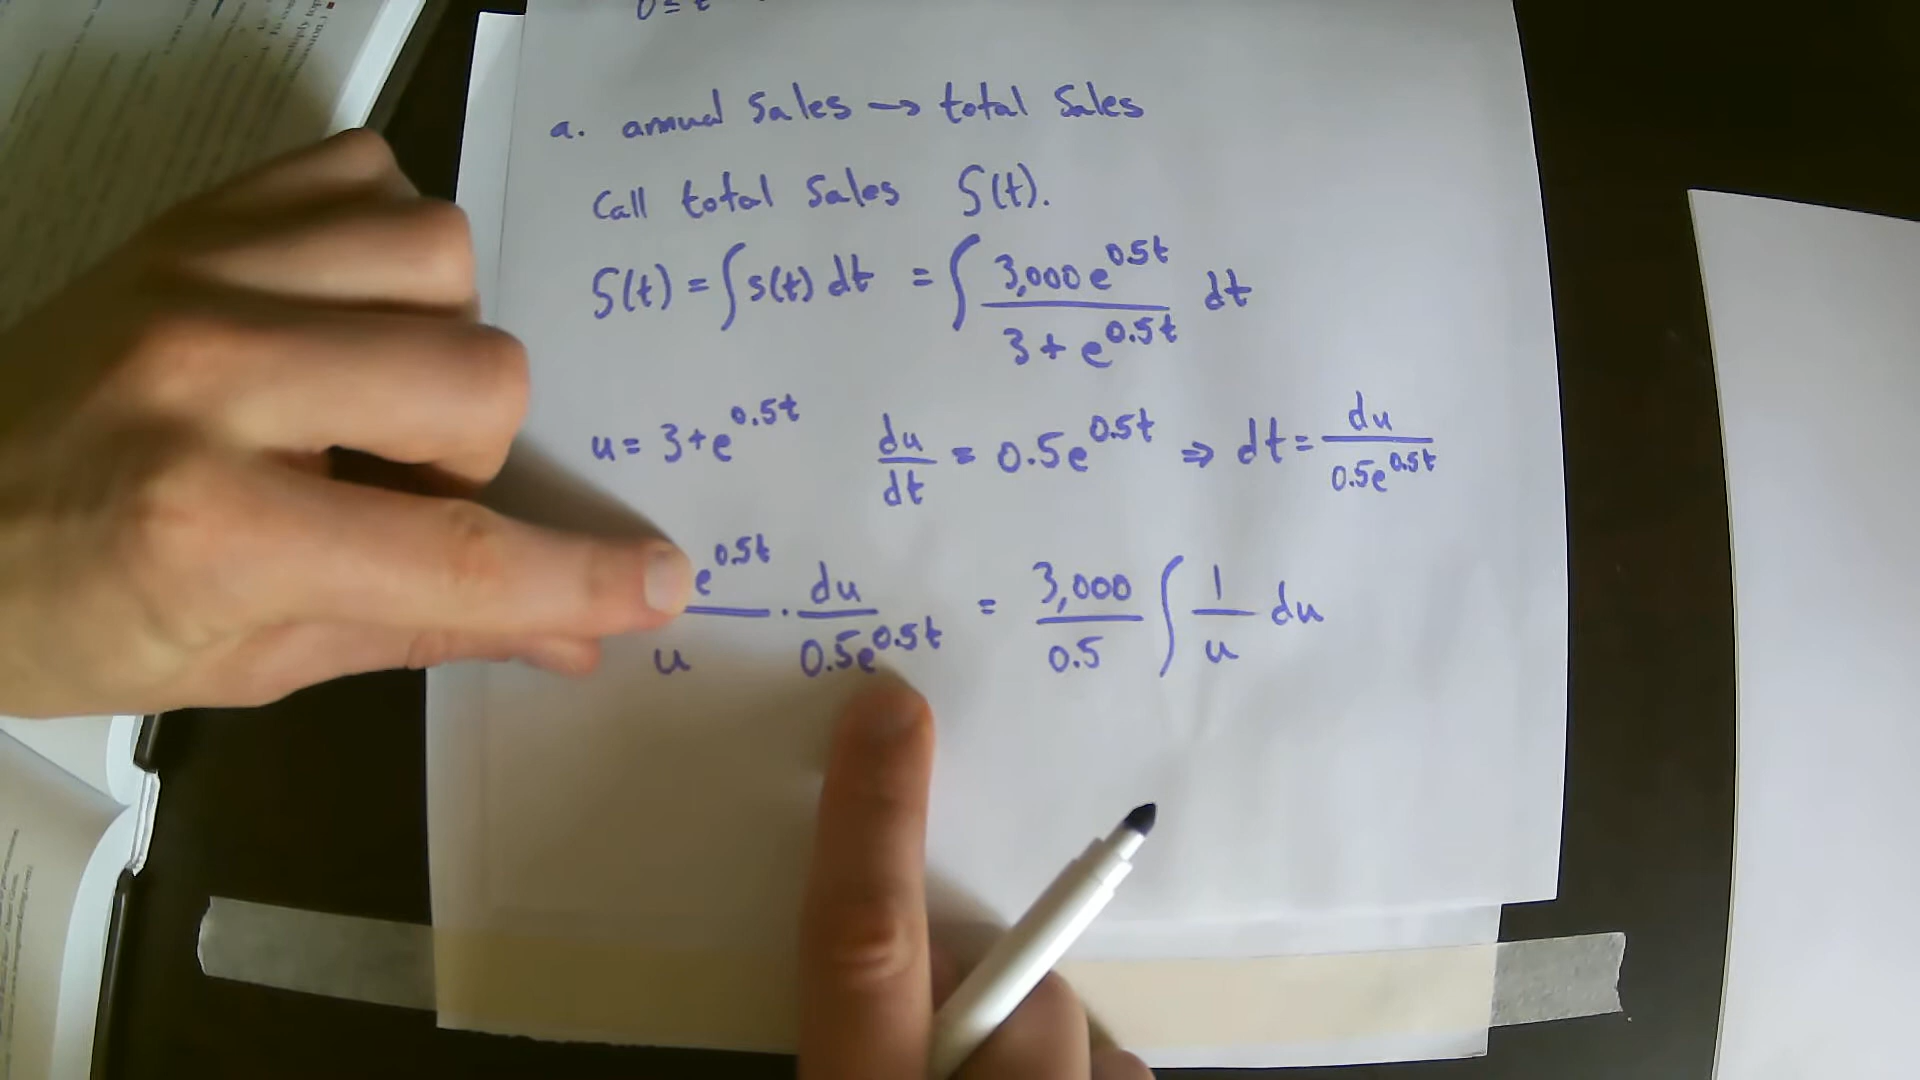 0 ≤ t
a. annual sales → total sales
Call total sales S(t).
S(t) = ∫ s(t) dt = ∫ 3,000 e^{0.5t} / (3 + e^{0.5t}) dt
u = 3 + e^{0.5t} du/dt = 0.5e^{0.5t} ⇒ dt = du / 0.5e^{0.5t}
e^{0.5t} / u · du / 0.5e^{0.5t} = 3,000 / 0.5 ∫ 1/u du